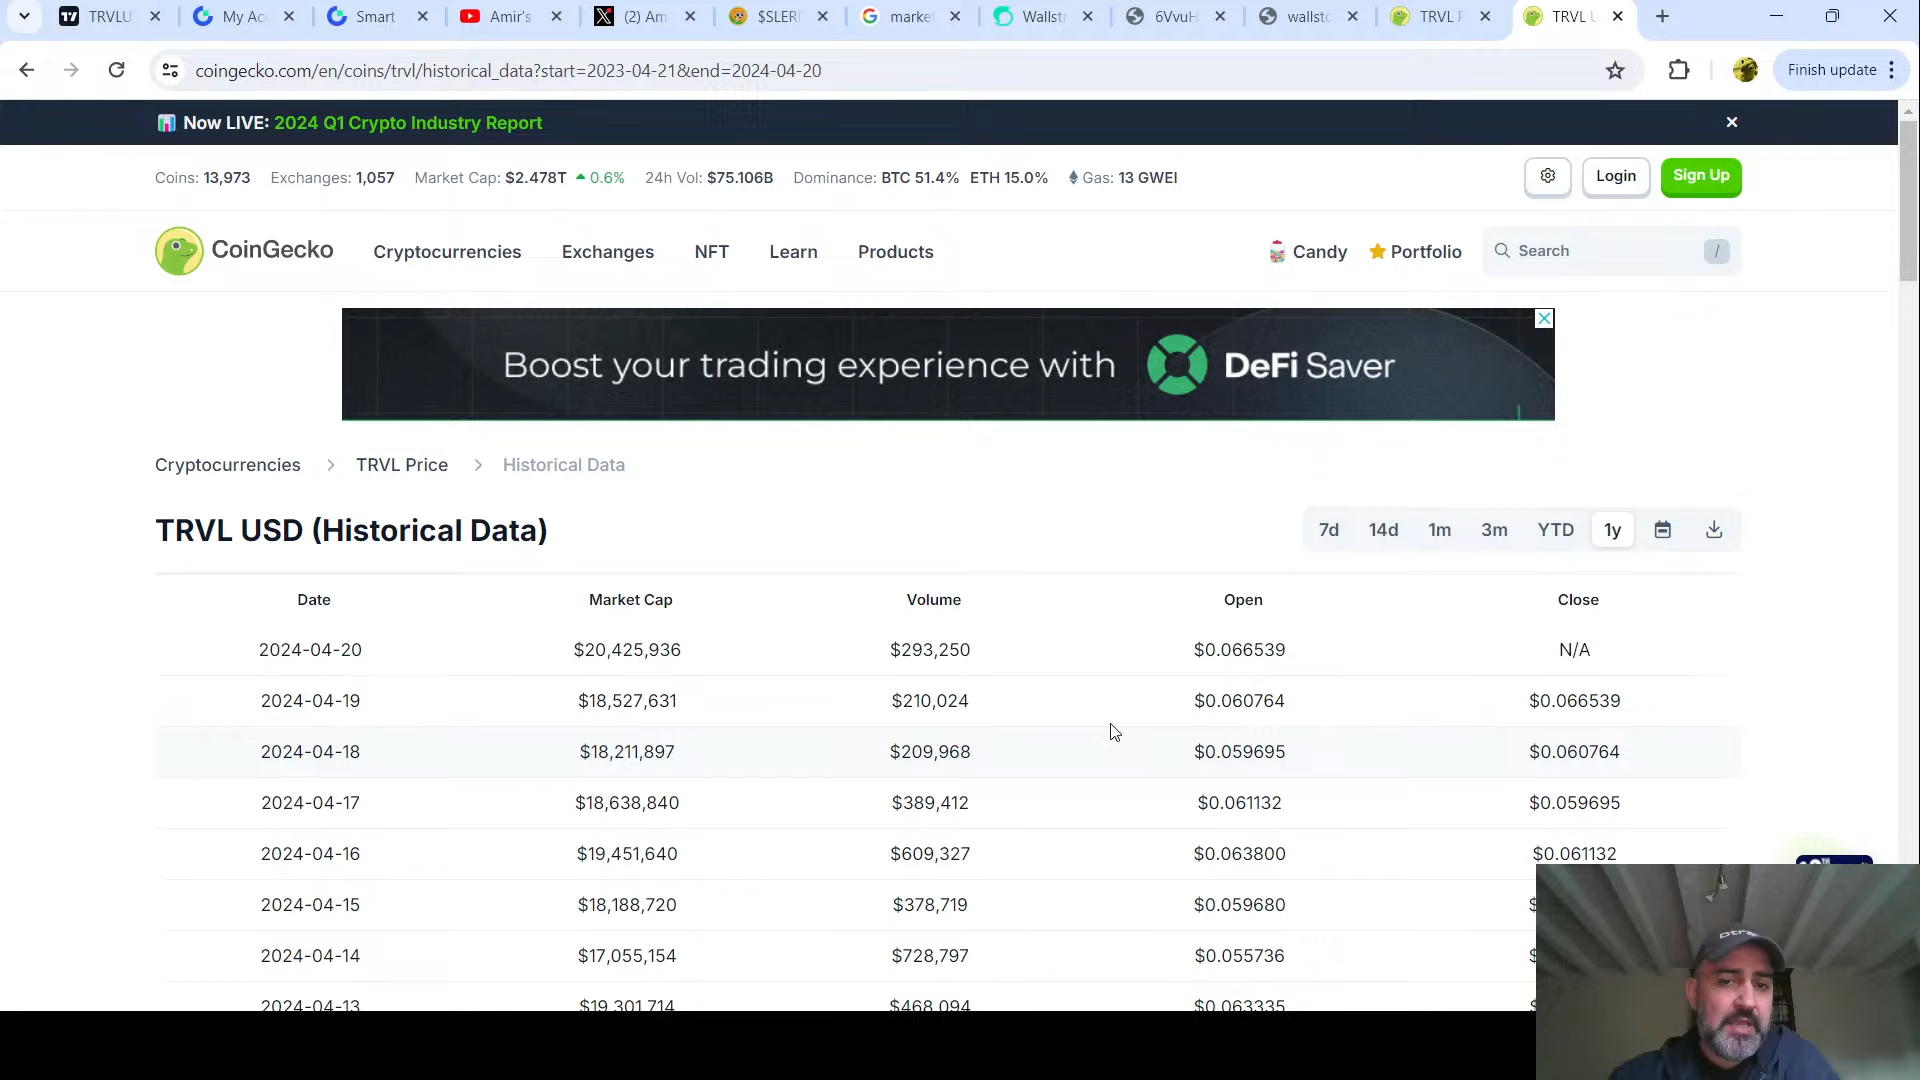 TRVLU
My Ac
Smart
Amir's
(2) Am
$SLERF
marke
Wallstr
6VvuH
wallsto
TRVL F
TRVL U
coingecko.com/en/coins/trvl/historical_data?start=2023-04-21&end=2024-04-20
Finish update
Now LIVE: 2024 Q1 Crypto Industry Report
Coins: 13,973 Exchanges: 1,057 Market Cap: $2.478T 0.6% 24h Vol: $75.106B Dominance: BTC 51.4% ETH 15.0% Gas: 13 GWEI
Login
Sign Up
CoinGecko
Cryptocurrencies Exchanges NFT Learn Products
Candy Portfolio
Search /
Boost your trading experience with DeFi Saver
Cryptocurrencies > TRVL Price > Historical Data
TRVL USD (Historical Data)
7d 14d 1m 3m YTD 1y
Date Market Cap Volume Open Close
2024-04-20 $20,425,936 $293,250 $0.066539 N/A
2024-04-19 $18,527,631 $210,024 $0.060764 $0.066539
2024-04-18 $18,211,897 $209,968 $0.059695 $0.060764
2024-04-17 $18,638,840 $389,412 $0.061132 $0.059695
2024-04-16 $19,451,640 $609,327 $0.063800 $0.061132
2024-04-15 $18,188,720 $378,719 $0.059680 $
2024-04-14 $17,055,154 $728,797 $0.055736 $
2024-04-13 $19,301,714 $468,094 $0.063335 $